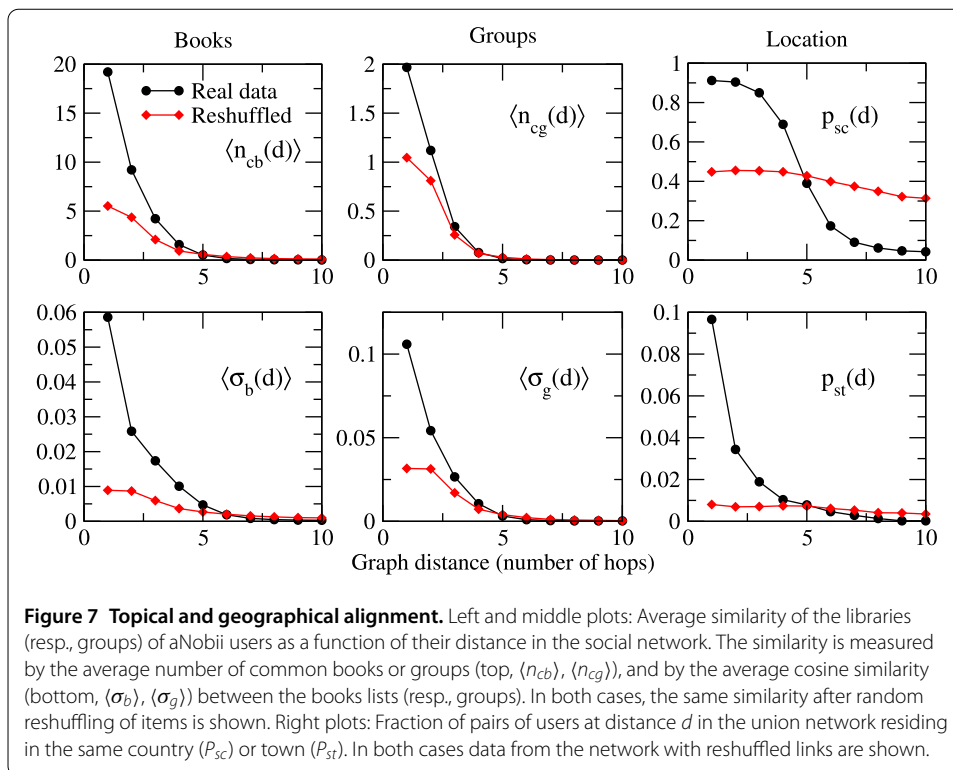 Books
Groups
Location
20
15
10
5
0
0
5
10
Real data
Reshuffled
⟨n_cb(d)⟩
2
1.5
1
0.5
0
0
5
10
⟨n_cg(d)⟩
1
0.8
0.6
0.4
0.2
0
0
5
10
p_sc(d)
0.06
0.05
0.04
0.03
0.02
0.01
0
0
5
10
⟨σ_b(d)⟩
0.1
0.05
0
0
5
10
⟨σ_g(d)⟩
0.1
0.08
0.06
0.04
0.02
0
0
5
10
p_st(d)
Graph distance (number of hops)
Figure 7 Topical and geographical alignment. Left and middle plots: Average similarity of the libraries
(resp., groups) of aNobii users as a function of their distance in the social network. The similarity is measured
by the average number of common books or groups (top, ⟨n_cb⟩, ⟨n_cg⟩), and by the average cosine similarity
(bottom, ⟨σ_b⟩, ⟨σ_g⟩) between the books lists (resp., groups). In both cases, the same similarity after random
reshuffling of items is shown. Right plots: Fraction of pairs of users at distance d in the union network residing
in the same country (P_sc) or town (P_st). In both cases data from the network with reshuffled links are shown.